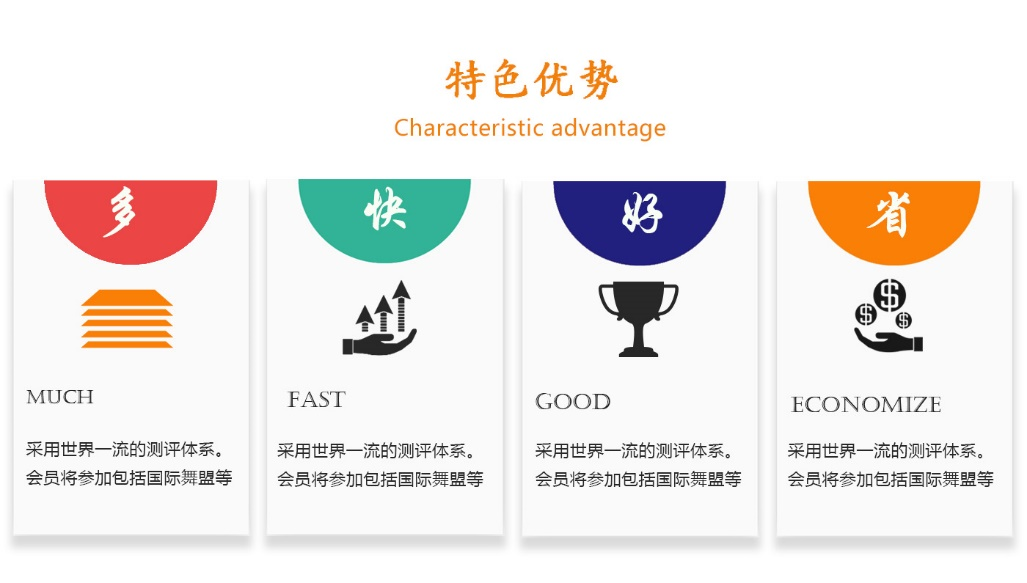 特色优势
Characteristic advantage
多
快
好
省
MUCH
FAST
GOOD
ECONOMIZE
采用世界一流的测评体系。
会员将参加包括国际舞盟等
采用世界一流的测评体系。
会员将参加包括国际舞盟等
采用世界一流的测评体系。
会员将参加包括国际舞盟等
采用世界一流的测评体系。
会员将参加包括国际舞盟等